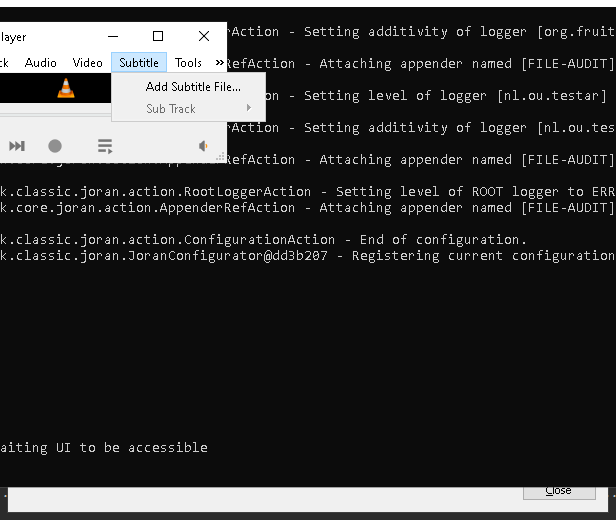 layer
ck Audio Video Subtitle Tools »
Add Subtitle File...
Sub Track
rAction - Setting additivity of logger [org.fruit
RefAction - Attaching appender named [FILE-AUDIT]
on - Setting level of logger [nl.ou.testar]
rAction - Setting additivity of logger [nl.ou.tes
RefAction - Attaching appender named [FILE-AUDIT]
k.classic.joran.action.RootLoggerAction - Setting level of ROOT logger to ERR
k.core.joran.action.AppenderRefAction - Attaching appender named [FILE-AUDIT]
k.classic.joran.action.ConfigurationAction - End of configuration.
k.classic.joran.JoranConfigurator@dd3b207 - Registering current configuration
aiting UI to be accessible
Close